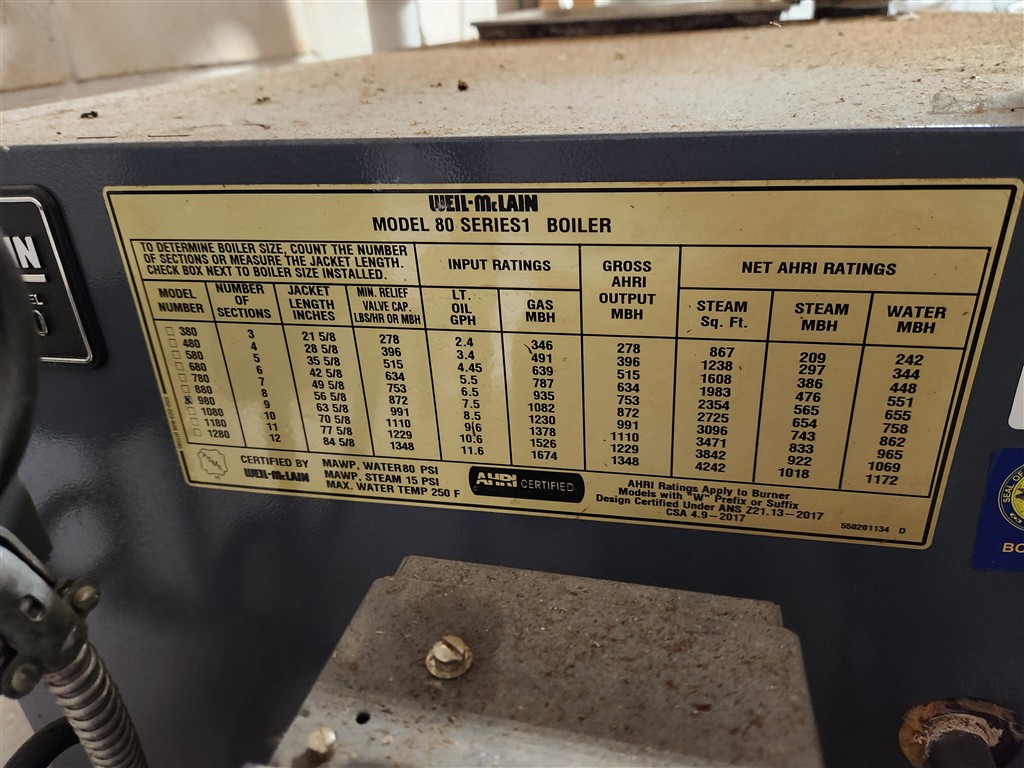 WEIL-McLAIN
MODEL 80 SERIES1 BOILER
TO DETERMINE BOILER SIZE, COUNT THE NUMBER
OF SECTIONS OR MEASURE THE JACKET LENGTH.
CHECK BOX NEXT TO BOILER SIZE INSTALLED.
INPUT RATINGS
GROSS
AHRI
OUTPUT
MBH
NET AHRI RATINGS
MODEL
NUMBER
NUMBER
OF
SECTIONS
JACKET
LENGTH
INCHES
MIN. RELIEF
VALVE CAP.
LBS/HR OR MBH
LT.
OIL
GPH
GAS
MBH
STEAM
Sq. Ft.
STEAM
MBH
WATER
MBH
380 3 21 5/8 278 2.4 346 278 867 209 242
480 4 28 5/8 396 3.4 491 396 1238 297 344
580 5 35 5/8 515 4.45 639 515 1608 386 448
680 6 42 5/8 634 5.5 787 634 1983 476 551
780 7 49 5/8 753 6.5 935 753 2354 565 655
880 8 56 5/8 872 7.5 1082 872 2725 654 758
980 9 63 5/8 991 8.5 1230 991 3096 743 862
1080 10 70 5/8 1110 9.6 1378 1110 3471 833 965
1180 11 77 5/8 1229 10.6 1526 1229 3842 922 1069
1280 12 84 5/8 1348 11.6 1674 1348 4242 1018 1172
CERTIFIED BY
WEIL-McLAIN
MAWP, WATER 80 PSI
MAWP, STEAM 15 PSI
MAX. WATER TEMP 250 F
AHRI CERTIFIED
AHRI Ratings Apply to Burner
Models with "W" Prefix or Suffix
Design Certified Under ANS Z21.13-2017
CSA 4.9-2017
550201134 D
SEAL OF
BO